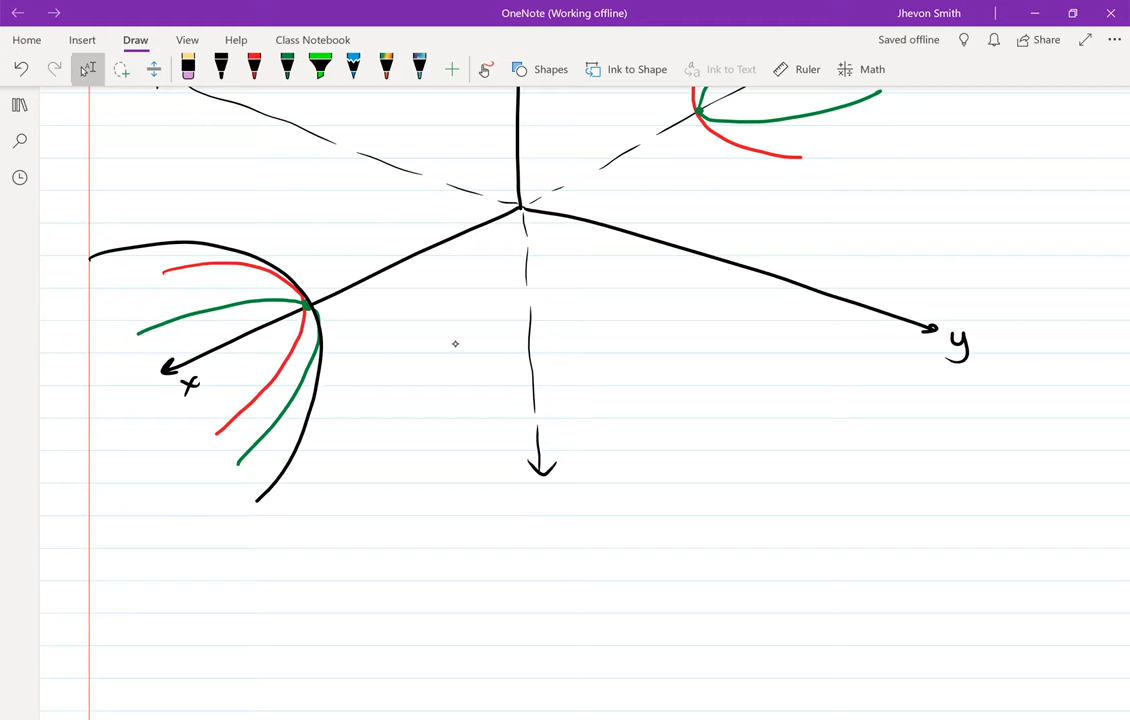 OneNote (Working offline)
Jhevon Smith
Home Insert Draw View Help Class Notebook
Saved offline
Share
Shapes
Ink to Shape
Ink to Text
Ruler
Math
y
x